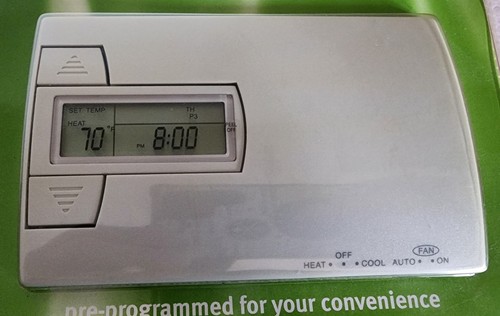 SET TEMP
TH
P3
HEAT
70 °F
PM 8:00
OFF
HEAT • • • COOL
FAN
AUTO • • ON
pre-programmed for your convenience